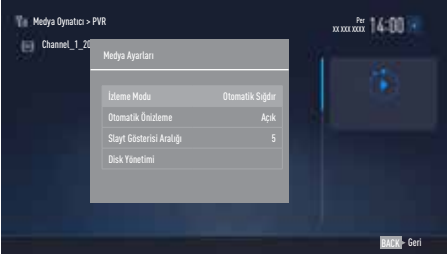 Medya Oynatıcı > PVR
Per
xx xxx xxxx 14:00
Channel_1_20
Medya Ayarları
İzleme Modu Otomatik Sığdır
Otomatik Önizleme Açık
Slayt Gösterisi Aralığı 5
Disk Yönetimi
BACK Geri